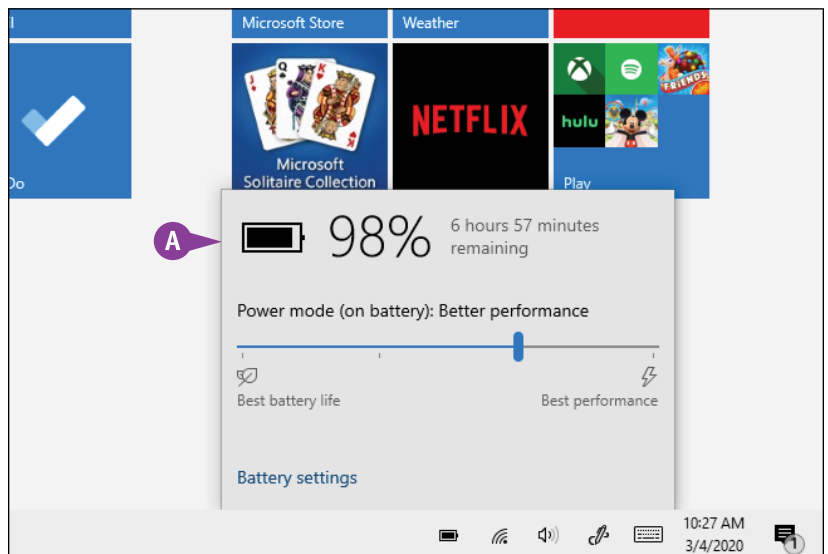 l
Microsoft Store
Weather
J
Q
K
NETFLIX
hulu
FRIENDS
Do
Microsoft
Solitaire Collection
Play
A
98%
6 hours 57 minutes
remaining
Power mode (on battery): Better performance
Best battery life
Best performance
Battery settings
10:27 AM
3/4/2020
1